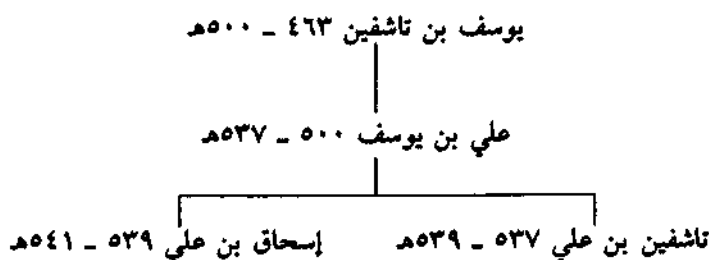 يوسف بن تاشفين ٤٦٣ ـ ٥٠٠هـ
علي بن يوسف ٥٠٠ ـ ٥٣٧هـ
تاشفين بن علي ٥٣٧ ـ ٥٣٩هـ إسحاق بن علي ٥٣٩ ـ ٥٤١هـ